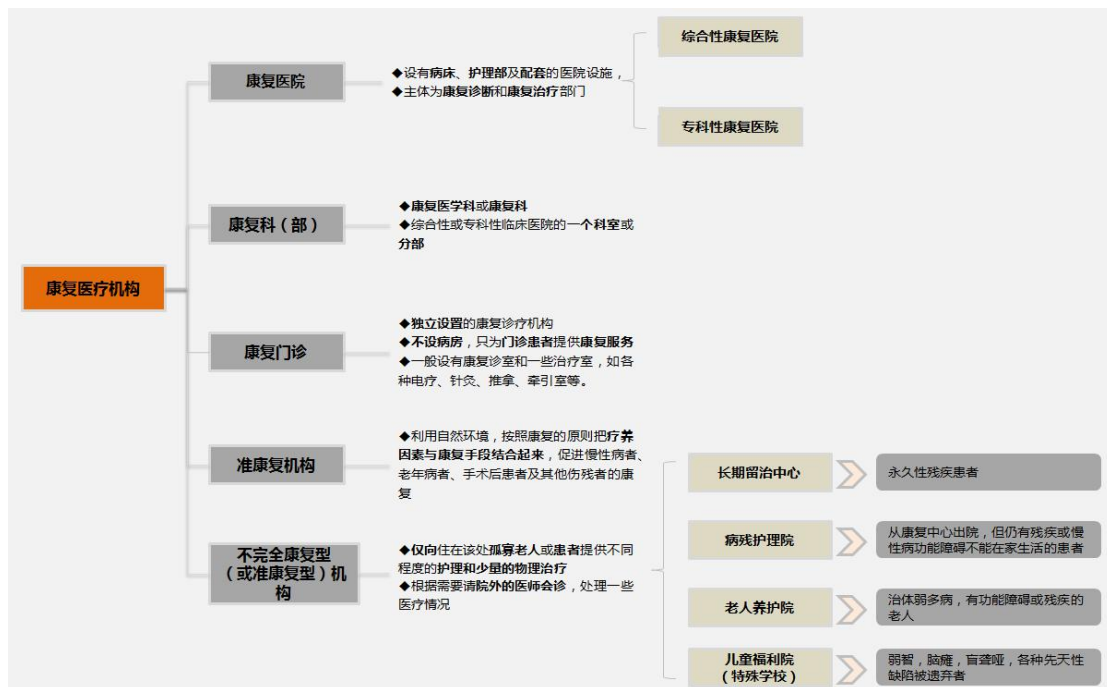 康复医疗机构
康复医院
◆设有病床、护理部及配套的医院设施，
◆主体为康复诊断和康复治疗部门
综合性康复医院
专科性康复医院
康复科（部）
◆康复医学科或康复科
◆综合性或专科性临床医院的一个科室或
分部
康复门诊
◆独立设置的康复诊疗机构
◆不设病房，只为门诊患者提供康复服务
◆一般设有康复诊室和一些治疗室，如各
种电疗、针灸、推拿、牵引室等。
准康复机构
◆利用自然环境，按照康复的原则把疗养
因素与康复手段结合起来，促进慢性病者、
老年病者、手术后患者及其他伤残者的康
复
不完全康复型
（或准康复型）机
构
◆仅向住在该处孤寡老人或患者提供不同
程度的护理和少量的物理治疗
◆根据需要请院外的医师会诊，处理一些
医疗情况
长期留治中心
永久性残疾患者
病残护理院
从康复中心出院，但仍有残疾或慢
性病功能障碍不能在家生活的患者
老人养护院
治体弱多病，有功能障碍或残疾的
老人
儿童福利院
（特殊学校）
弱智，脑瘫，盲聋哑，各种先天性
缺陷被遗弃者